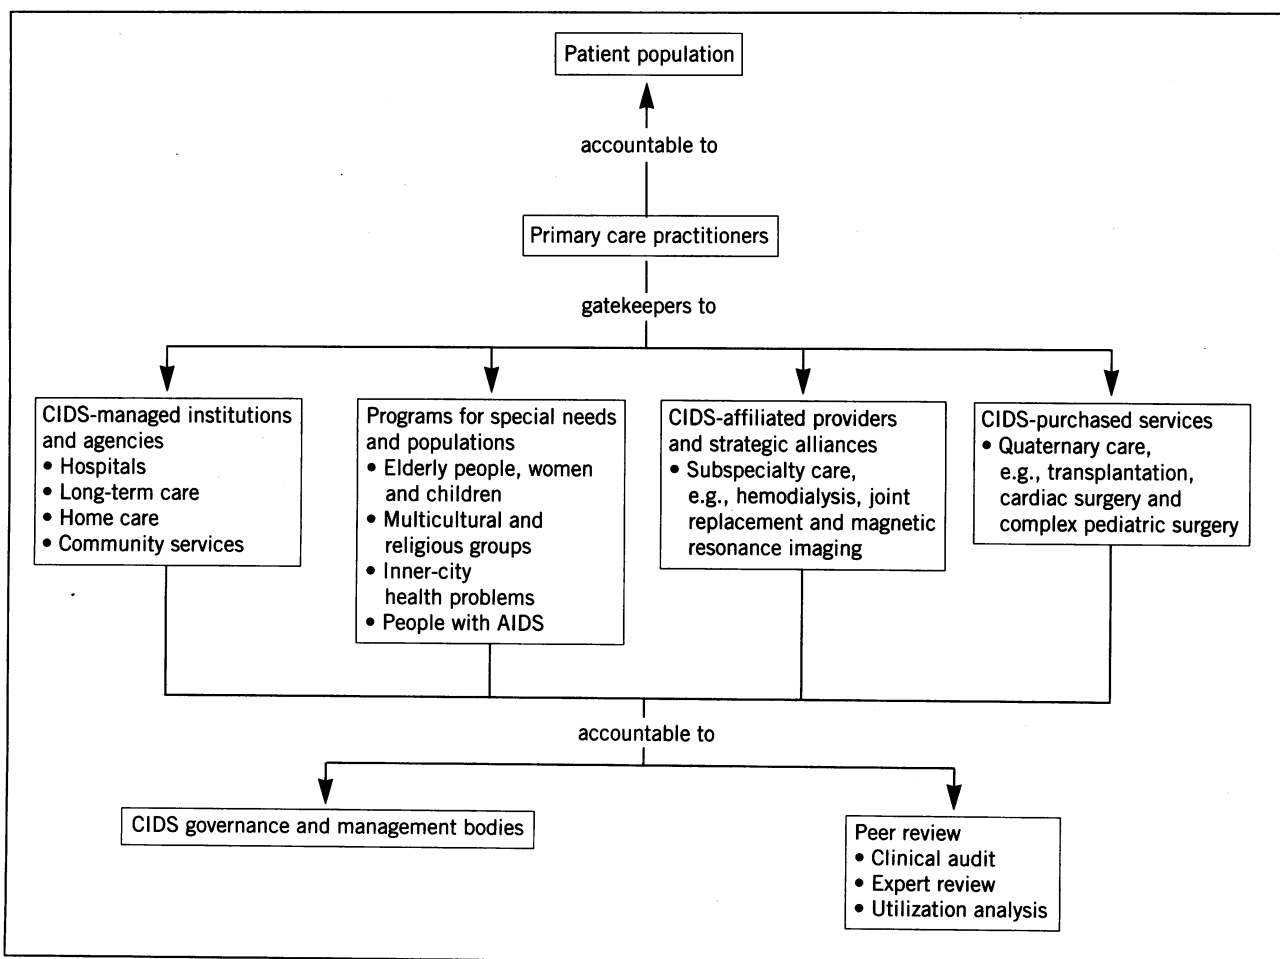 Patient population
accountable to
Primary care practitioners
gatekeepers to
CIDS-managed institutions
and agencies
• Hospitals
• Long-term care
• Home care
• Community services
Programs for special needs
and populations
• Elderly people, women
and children
• Multicultural and
religious groups
• Inner-city
health problems
• People with AIDS
CIDS-affiliated providers
and strategic alliances
• Subspecialty care,
e.g., hemodialysis, joint
replacement and magnetic
resonance imaging
CIDS-purchased services
• Quaternary care,
e.g., transplantation,
cardiac surgery and
complex pediatric surgery
accountable to
CIDS governance and management bodies
Peer review
• Clinical audit
• Expert review
• Utilization analysis